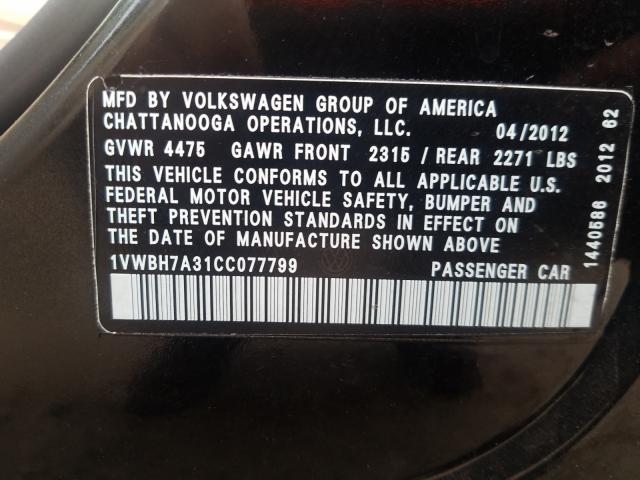 MFD BY VOLKSWAGEN GROUP OF AMERICA
CHATTANOOGA OPERATIONS, LLC. 04/2012
GVWR 4475 GAWR FRONT 2315 / REAR 2271 LBS
THIS VEHICLE CONFORMS TO ALL APPLICABLE U.S.
FEDERAL MOTOR VEHICLE SAFETY, BUMPER AND
THEFT PREVENTION STANDARDS IN EFFECT ON
THE DATE OF MANUFACTURE SHOWN ABOVE
1VWBH7A31CC077799 PASSENGER CAR
1440586 2012 62